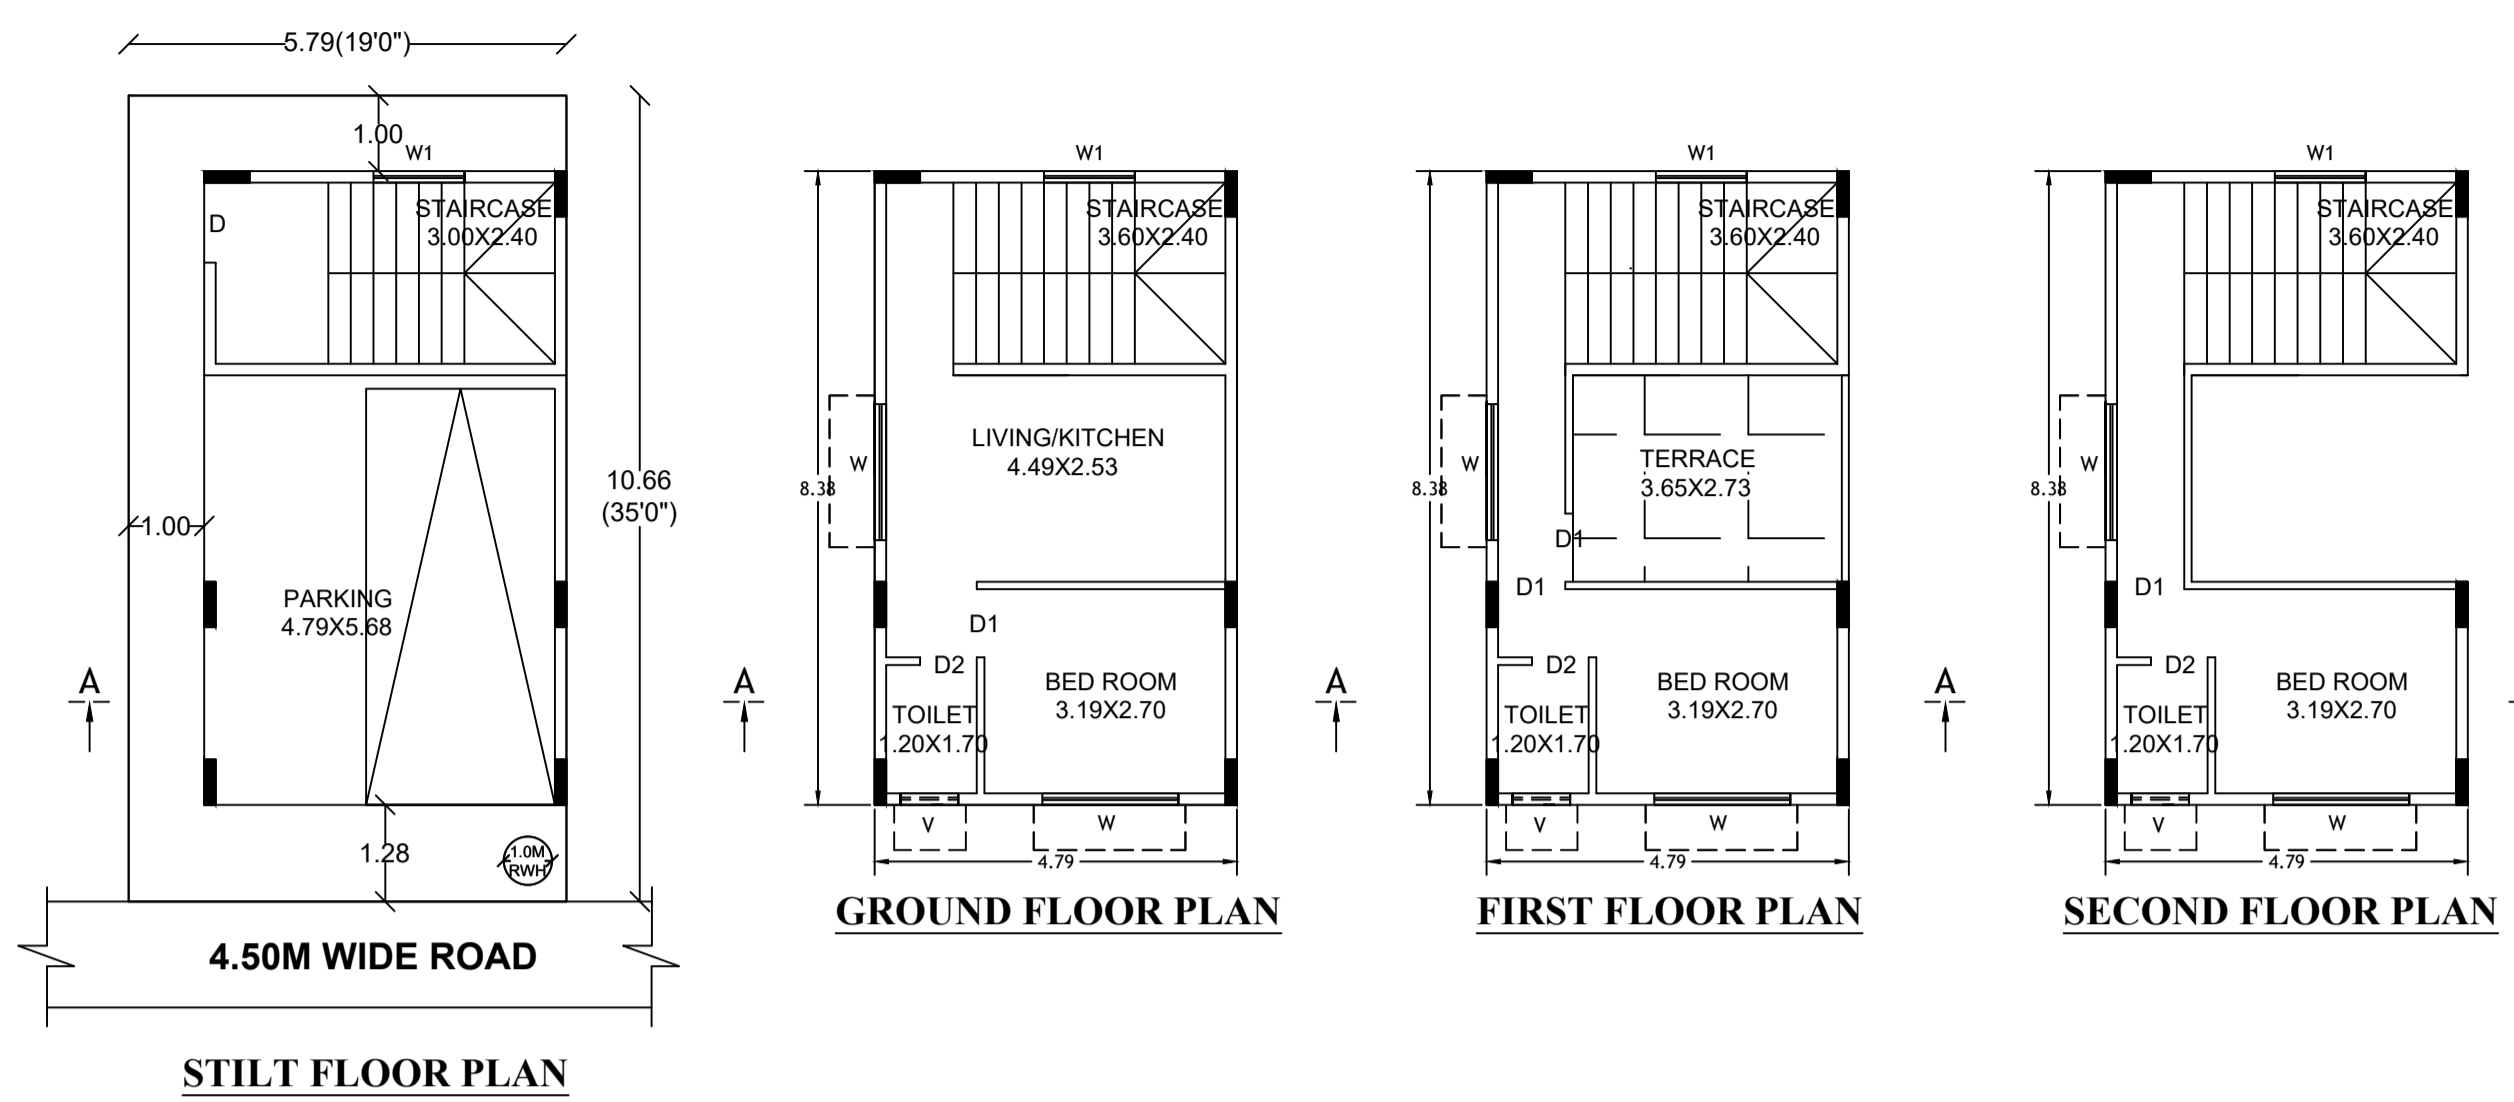 5.79(19'0")
1.00
W1
D
STAIRCASE
3.00X2.40
10.66
(35'0")
1.00
PARKING
4.79X5.68
A
1.28
1.0M
RWH
4.50M WIDE ROAD
STILT FLOOR PLAN
W1
STAIRCASE
3.60X2.40
W
8.38
LIVING/KITCHEN
4.49X2.53
D1
D2
A
BED ROOM
3.19X2.70
TOILET
1.20X1.70
V
W
4.79
GROUND FLOOR PLAN
W1
STAIRCASE
3.60X2.40
W
8.38
TERRACE
3.65X2.73
D1
D1
D2
A
BED ROOM
3.19X2.70
TOILET
1.20X1.70
V
W
4.79
FIRST FLOOR PLAN
W1
STAIRCASE
3.60X2.40
W
8.38
D1
D2
A
BED ROOM
3.19X2.70
TOILET
1.20X1.70
V
W
4.79
SECOND FLOOR PLAN